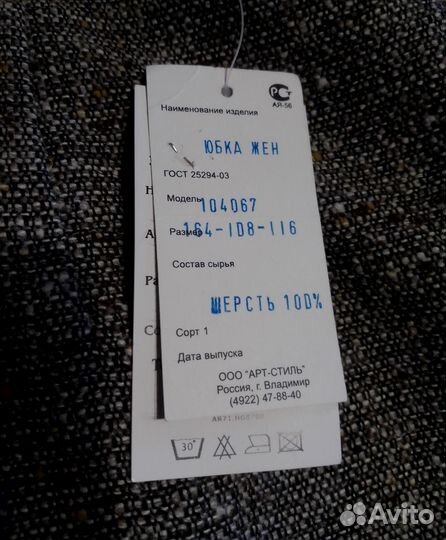 РСТ
АЯ-56
Наименование изделия
ЮБКА ЖЕН
ГОСТ 25294-03
Модель 104067
Размер 164-108-116
Состав сырья
ШЕРСТЬ 100%
Сорт 1
Дата выпуска
ООО "АРТ-СТИЛЬ"
Россия, г. Владимир
(4922) 47-88-40
30°
Avito